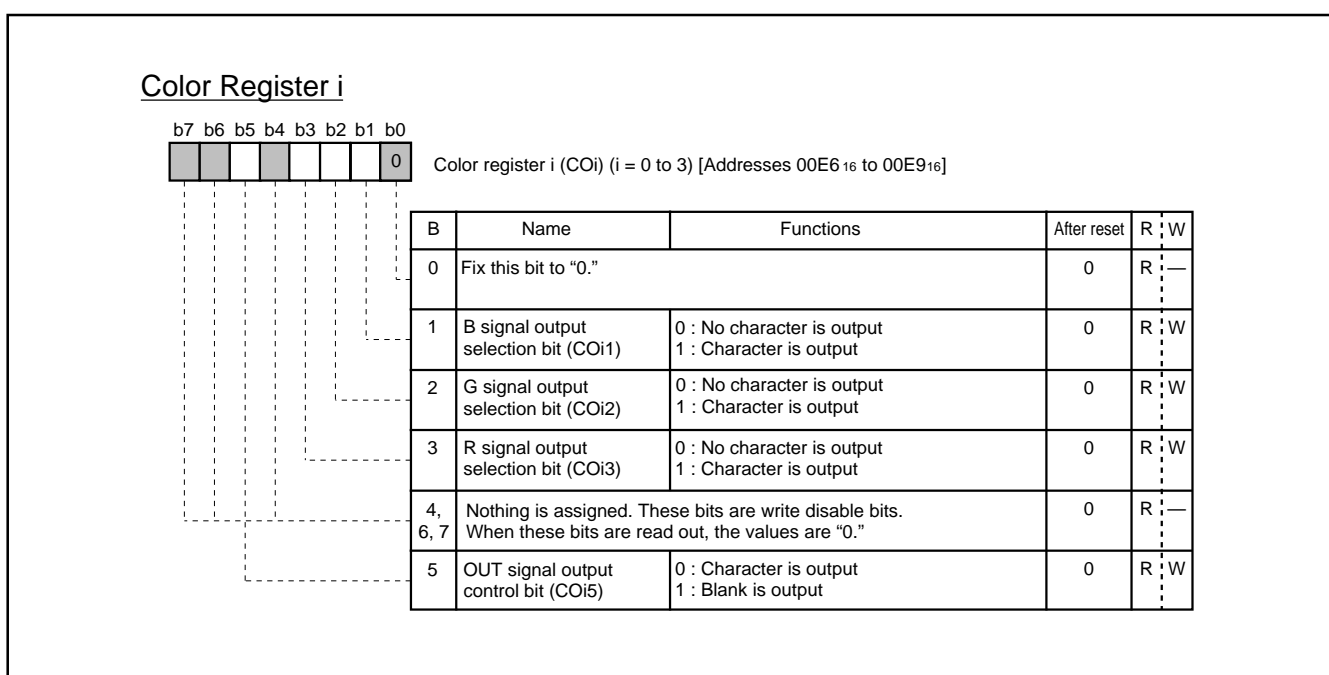 Color Register i
b7 b6 b5 b4 b3 b2 b1 b0
0
Color register i (COi) (i = 0 to 3) [Addresses 00E616 to 00E916]
B Name Functions After reset R W
0 Fix this bit to “0.” 0 R —
1 B signal output selection bit (COi1) 0 : No character is output 1 : Character is output 0 R W
2 G signal output selection bit (COi2) 0 : No character is output 1 : Character is output 0 R W
3 R signal output selection bit (COi3) 0 : No character is output 1 : Character is output 0 R W
4, 6, 7 Nothing is assigned. These bits are write disable bits. When these bits are read out, the values are “0.” 0 R —
5 OUT signal output control bit (COi5) 0 : Character is output 1 : Blank is output 0 R W